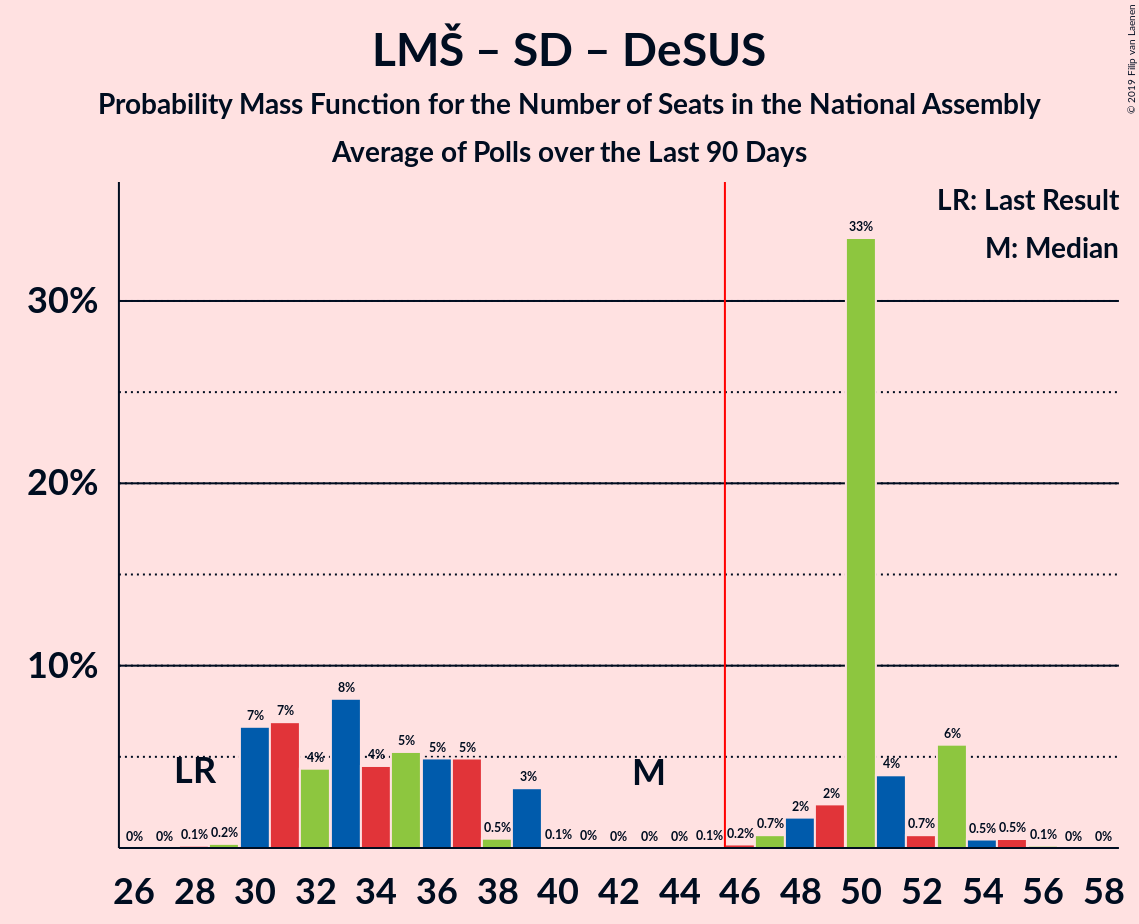 LMŠ – SD – DeSUS
Probability Mass Function for the Number of Seats in the National Assembly
Average of Polls over the Last 90 Days
© 2019 Filip van Laenen
LR: Last Result
M: Median
30%
20%
10%
0% 0% 0.1% 0.2% 7% 7% 4% 8% 4% 5% 5% 5% 0.5% 3% 0.1% 0% 0% 0% 0% 0.1% 0.2% 0.7% 2% 2% 33% 4% 0.7% 6% 0.5% 0.5% 0.1% 0% 0%
LR M
26 28 30 32 34 36 38 40 42 44 46 48 50 52 54 56 58